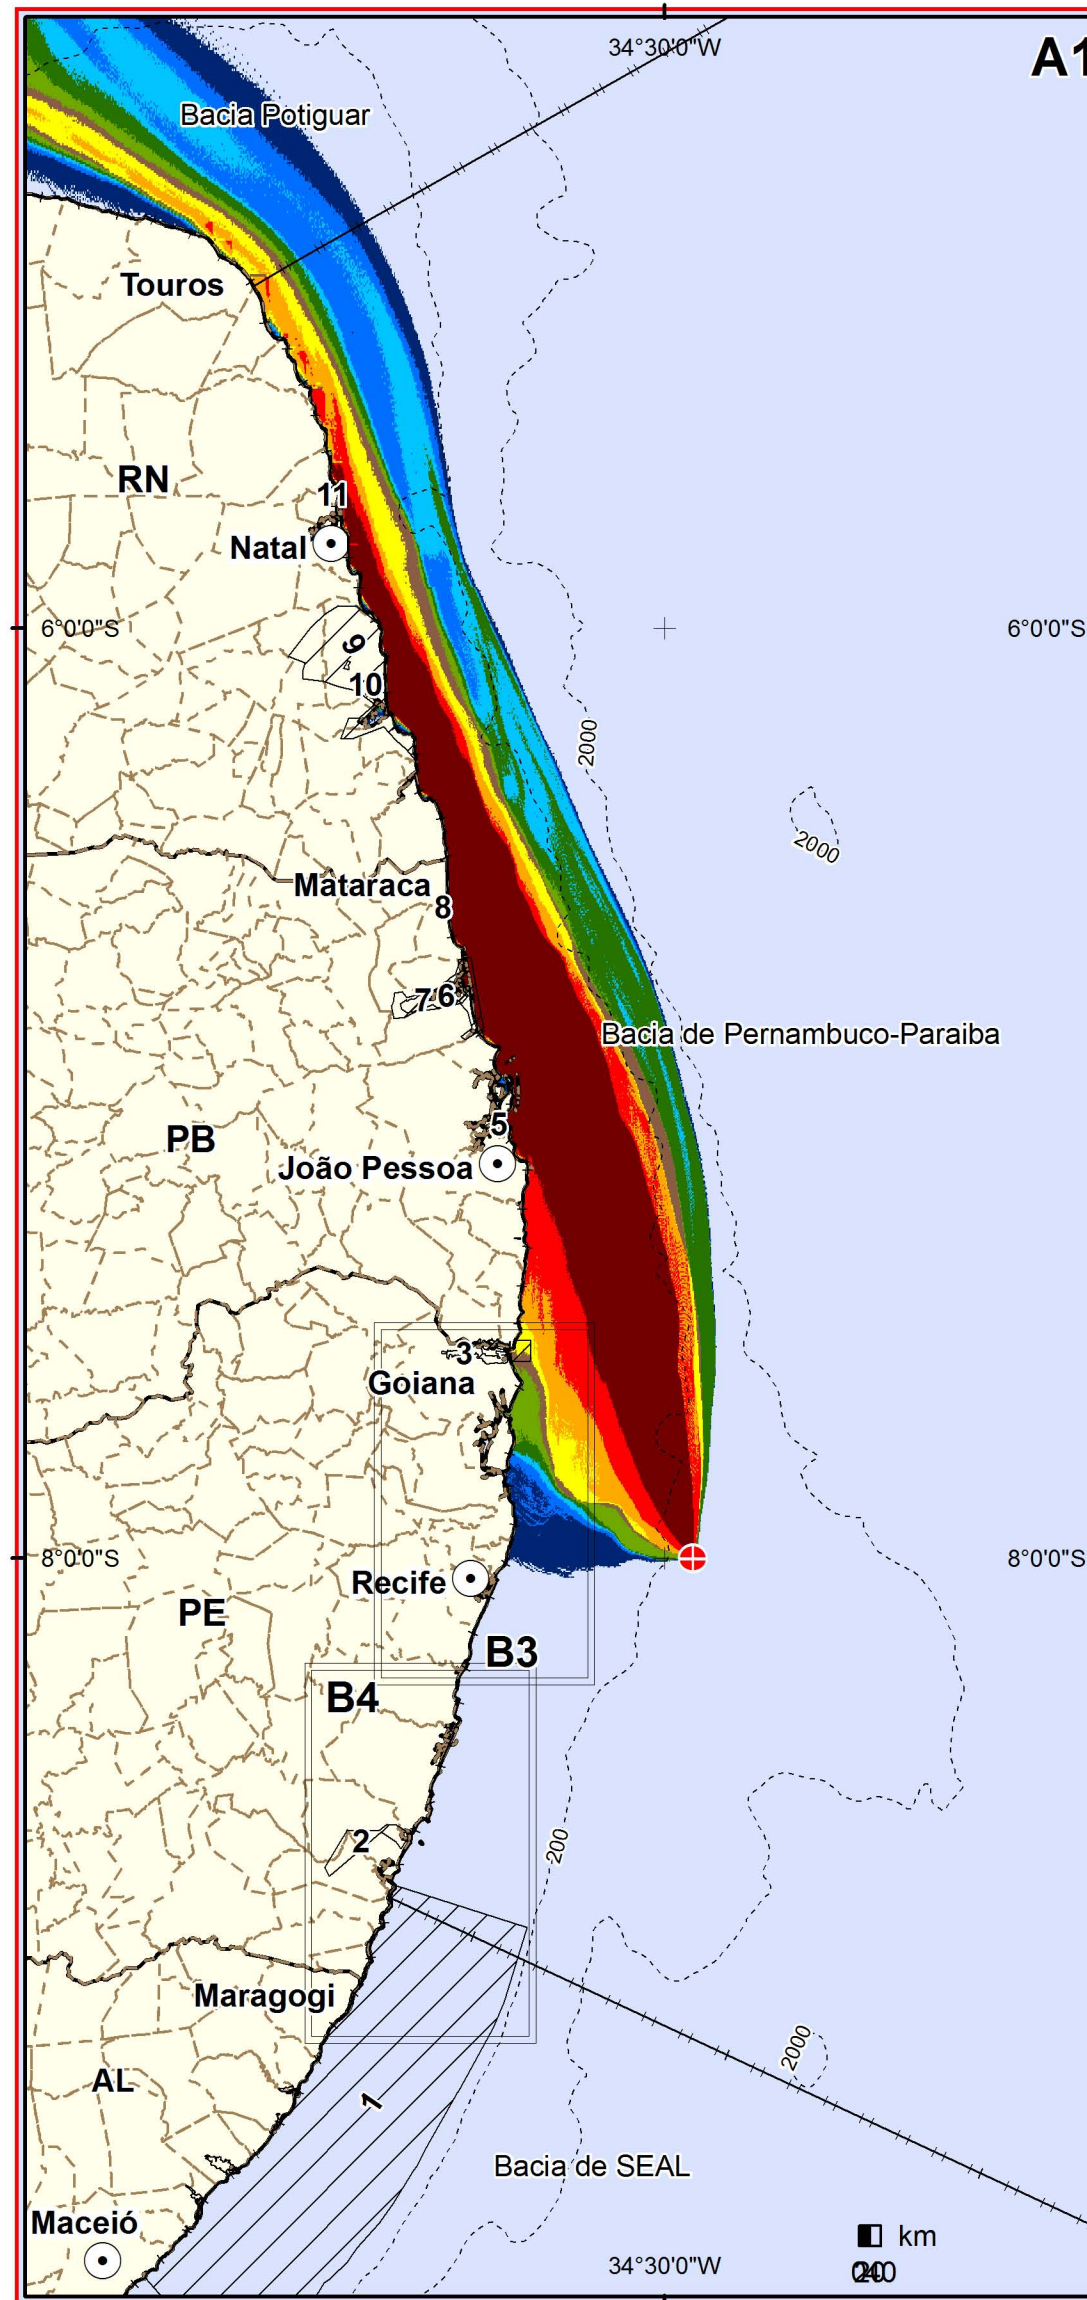 34°30'0"W
A1
Bacia Potiguar
Touros
RN
11
Natal
6°0'0"S
6°0'0"S
9
10
2000
2000
Mataraca
8
7
6
Bacia de Pernambuco-Paraiba
5
PB
João Pessoa
3
Goiana
8°0'0"S
8°0'0"S
Recife
PE
B3
B4
2
200
Maragogi
2000
AL
1
Bacia de SEAL
Maceió
km
34°30'0"W